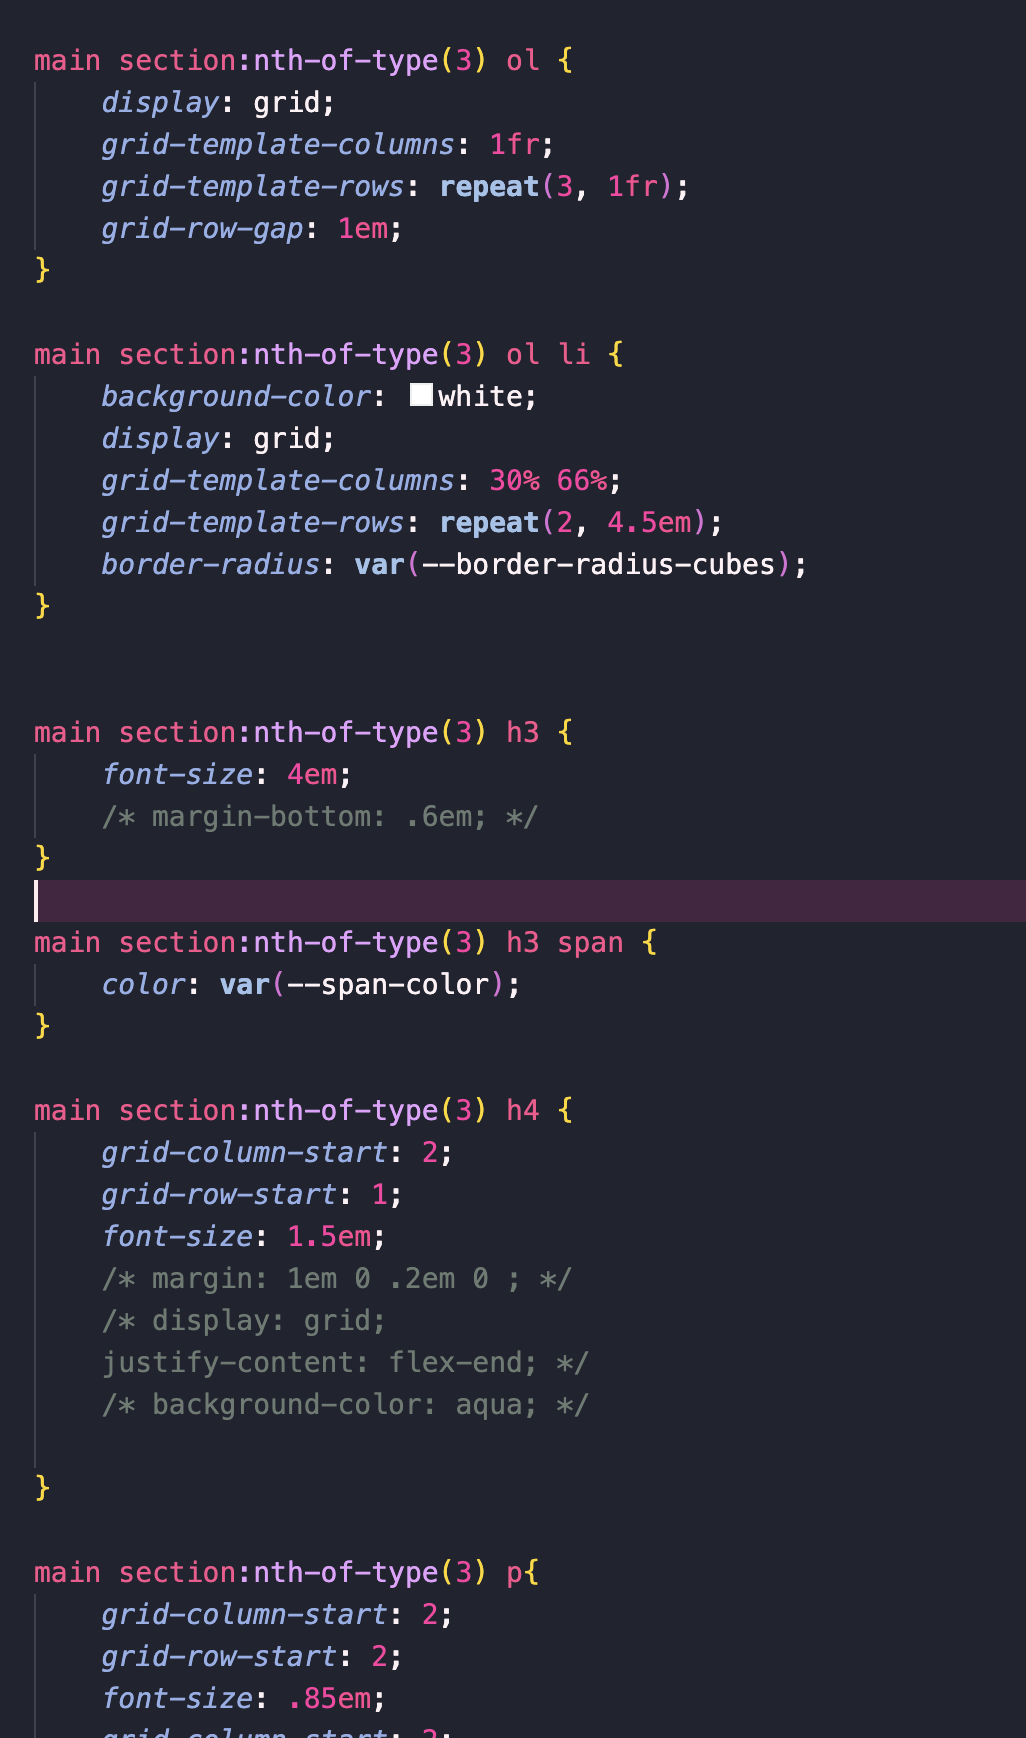 main section:nth-of-type(3) ol {
    display: grid;
    grid-template-columns: 1fr;
    grid-template-rows: repeat(3, 1fr);
    grid-row-gap: 1em;
}

main section:nth-of-type(3) ol li {
    background-color: white;
    display: grid;
    grid-template-columns: 30% 66%;
    grid-template-rows: repeat(2, 4.5em);
    border-radius: var(--border-radius-cubes);
}

main section:nth-of-type(3) h3 {
    font-size: 4em;
    /* margin-bottom: .6em; */
}

main section:nth-of-type(3) h3 span {
    color: var(--span-color);
}

main section:nth-of-type(3) h4 {
    grid-column-start: 2;
    grid-row-start: 1;
    font-size: 1.5em;
    /* margin: 1em 0 .2em 0 ; */
    /* display: grid;
    justify-content: flex-end; */
    /* background-color: aqua; */

}

main section:nth-of-type(3) p{
    grid-column-start: 2;
    grid-row-start: 2;
    font-size: .85em;
    grid-column-start: